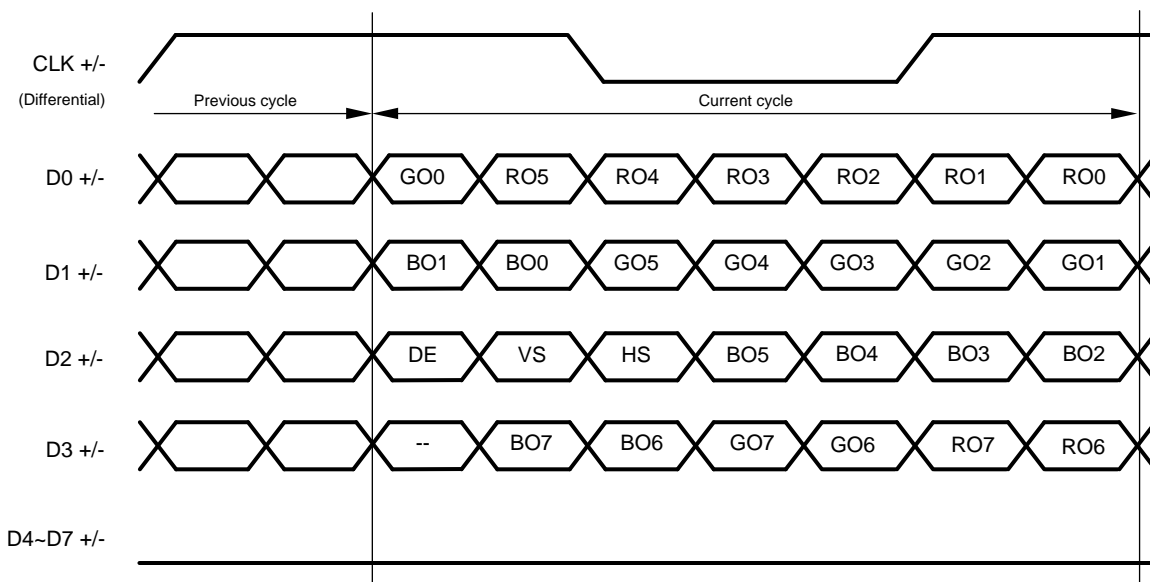 CLK +/-
(Differential)
Previous cycle
Current cycle
D0 +/-
GO0 RO5 RO4 RO3 RO2 RO1 RO0
D1 +/-
BO1 BO0 GO5 GO4 GO3 GO2 GO1
D2 +/-
DE VS HS BO5 BO4 BO3 BO2
D3 +/-
-- BO7 BO6 GO7 GO6 RO7 RO6
D4~D7 +/-